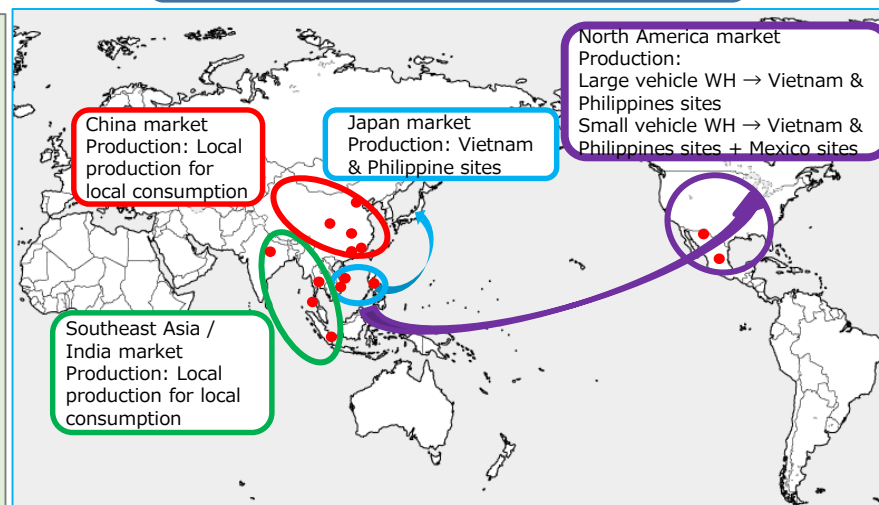 North America market
Production:
Large vehicle WH → Vietnam &
Philippines sites
Small vehicle WH → Vietnam &
Philippines sites + Mexico sites
China market
Production: Local
production for
local consumption
Japan market
Production: Vietnam
& Philippine sites
Southeast Asia /
India market
Production: Local
production for local
consumption